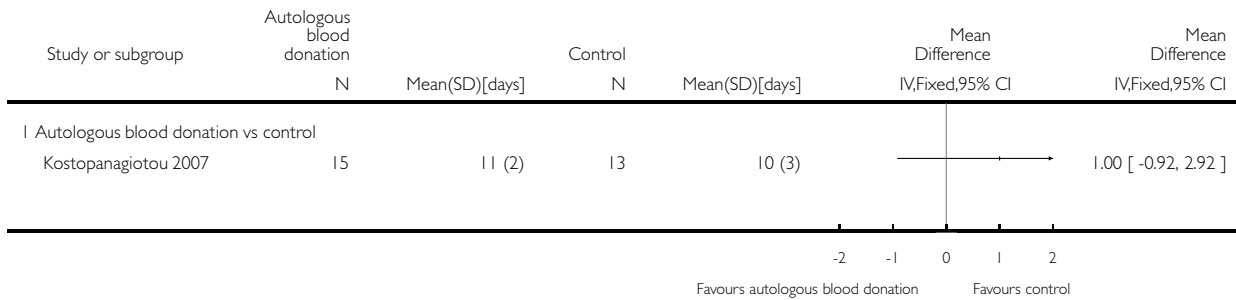 Study or subgroup Autologous blood donation Control Mean Difference Mean Difference
N Mean(SD)[days] N Mean(SD)[days] IV,Fixed,95% CI IV,Fixed,95% CI
1 Autologous blood donation vs control
Kostopanagiotou 2007 15 11 (2) 13 10 (3) 1.00 [ -0.92, 2.92 ]
-2 -1 0 1 2
Favours autologous blood donation Favours control